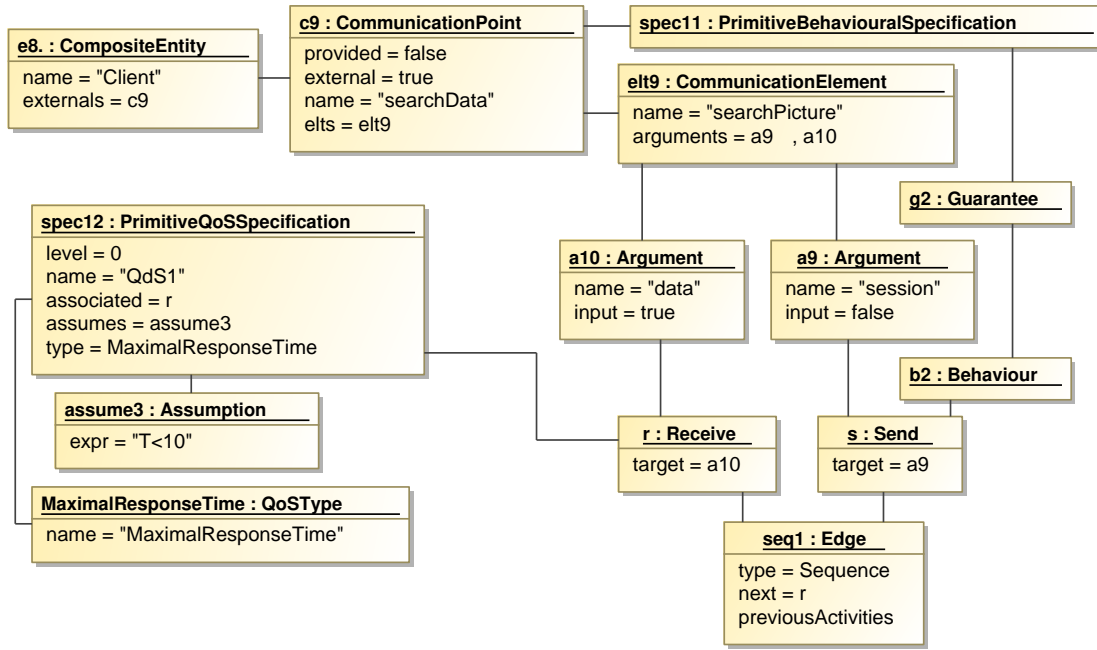 e8. : CompositeEntity
name = "Client"
externals = c9
c9 : CommunicationPoint
provided = false
external = true
name = "searchData"
elts = elt9
spec11 : PrimitiveBehaviouralSpecification
elt9 : CommunicationElement
name = "searchPicture"
arguments = a9 , a10
g2 : Guarantee
spec12 : PrimitiveQoSSpecification
level = 0
name = "QdS1"
associated = r
assumes = assume3
type = MaximalResponseTime
a10 : Argument
name = "data"
input = true
a9 : Argument
name = "session"
input = false
b2 : Behaviour
assume3 : Assumption
expr = "T<10"
r : Receive
target = a10
s : Send
target = a9
MaximalResponseTime : QoSType
name = "MaximalResponseTime"
seq1 : Edge
type = Sequence
next = r
previousActivities